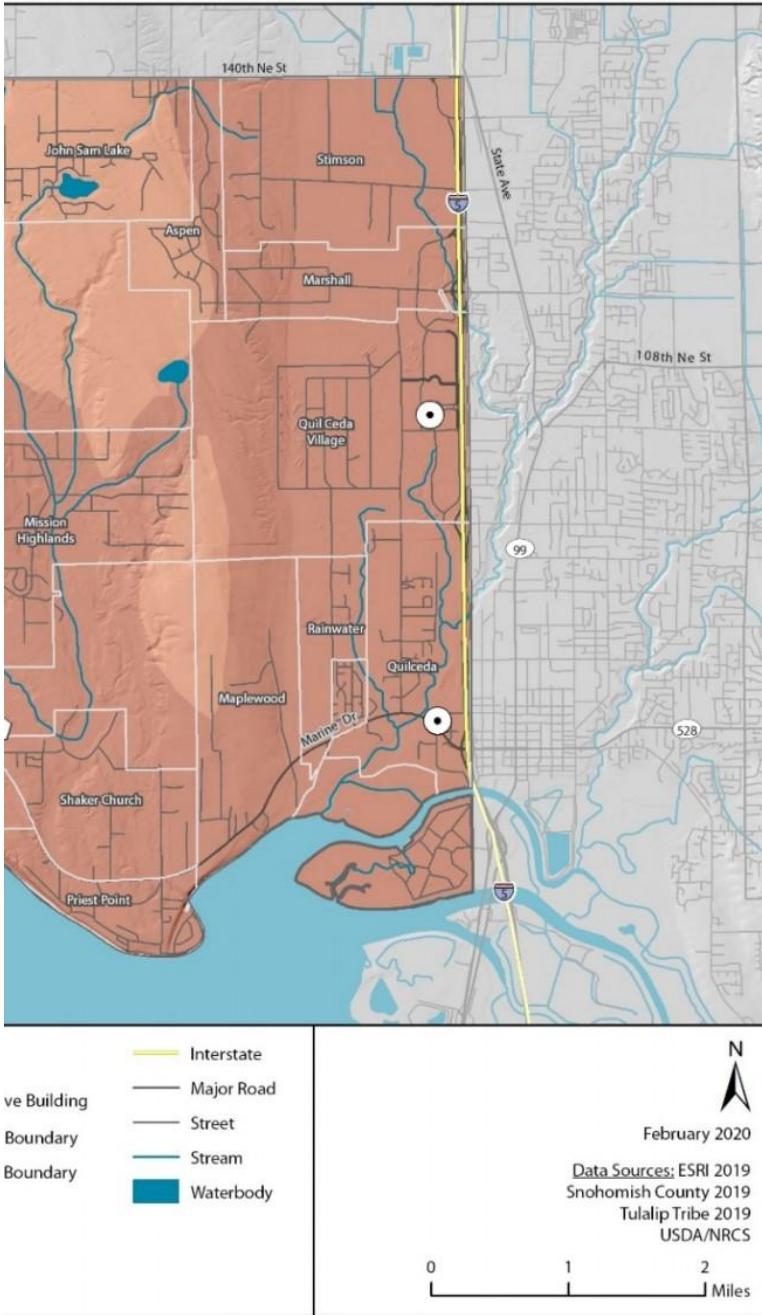 140th Ne St
John Sam Lake
Stimson
State Ave
5
Aspen
Marshall
108th Ne St
Quil Ceda
Village
Mission
Highlands
99
Rainwater
Quilceda
Maplewood
Marine Dr
528
Shaker Church
5
Priest Point
ve Building
Boundary
Boundary
Interstate
Major Road
Street
Stream
Waterbody
N
February 2020
Data Sources: ESRI 2019
Snohomish County 2019
Tulalip Tribe 2019
USDA/NRCS
0 1 2
Miles